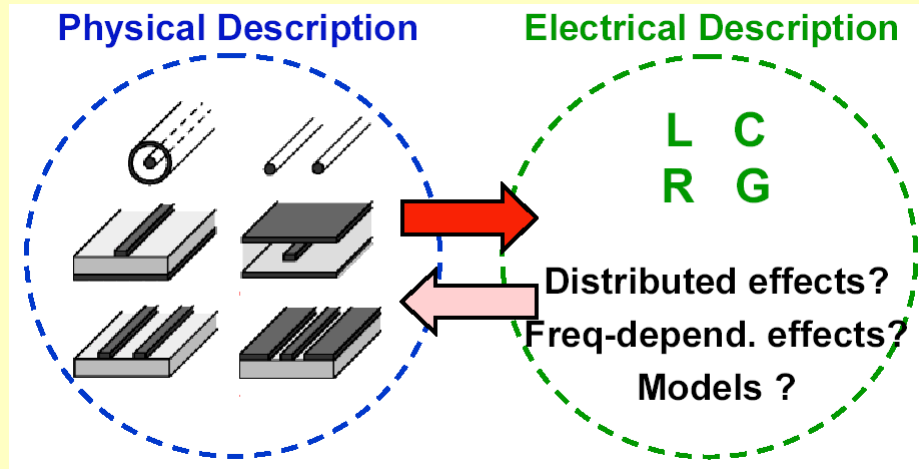 Physical Description
Electrical Description
L C
R G
Distributed effects?
Freq-depend. effects?
Models ?